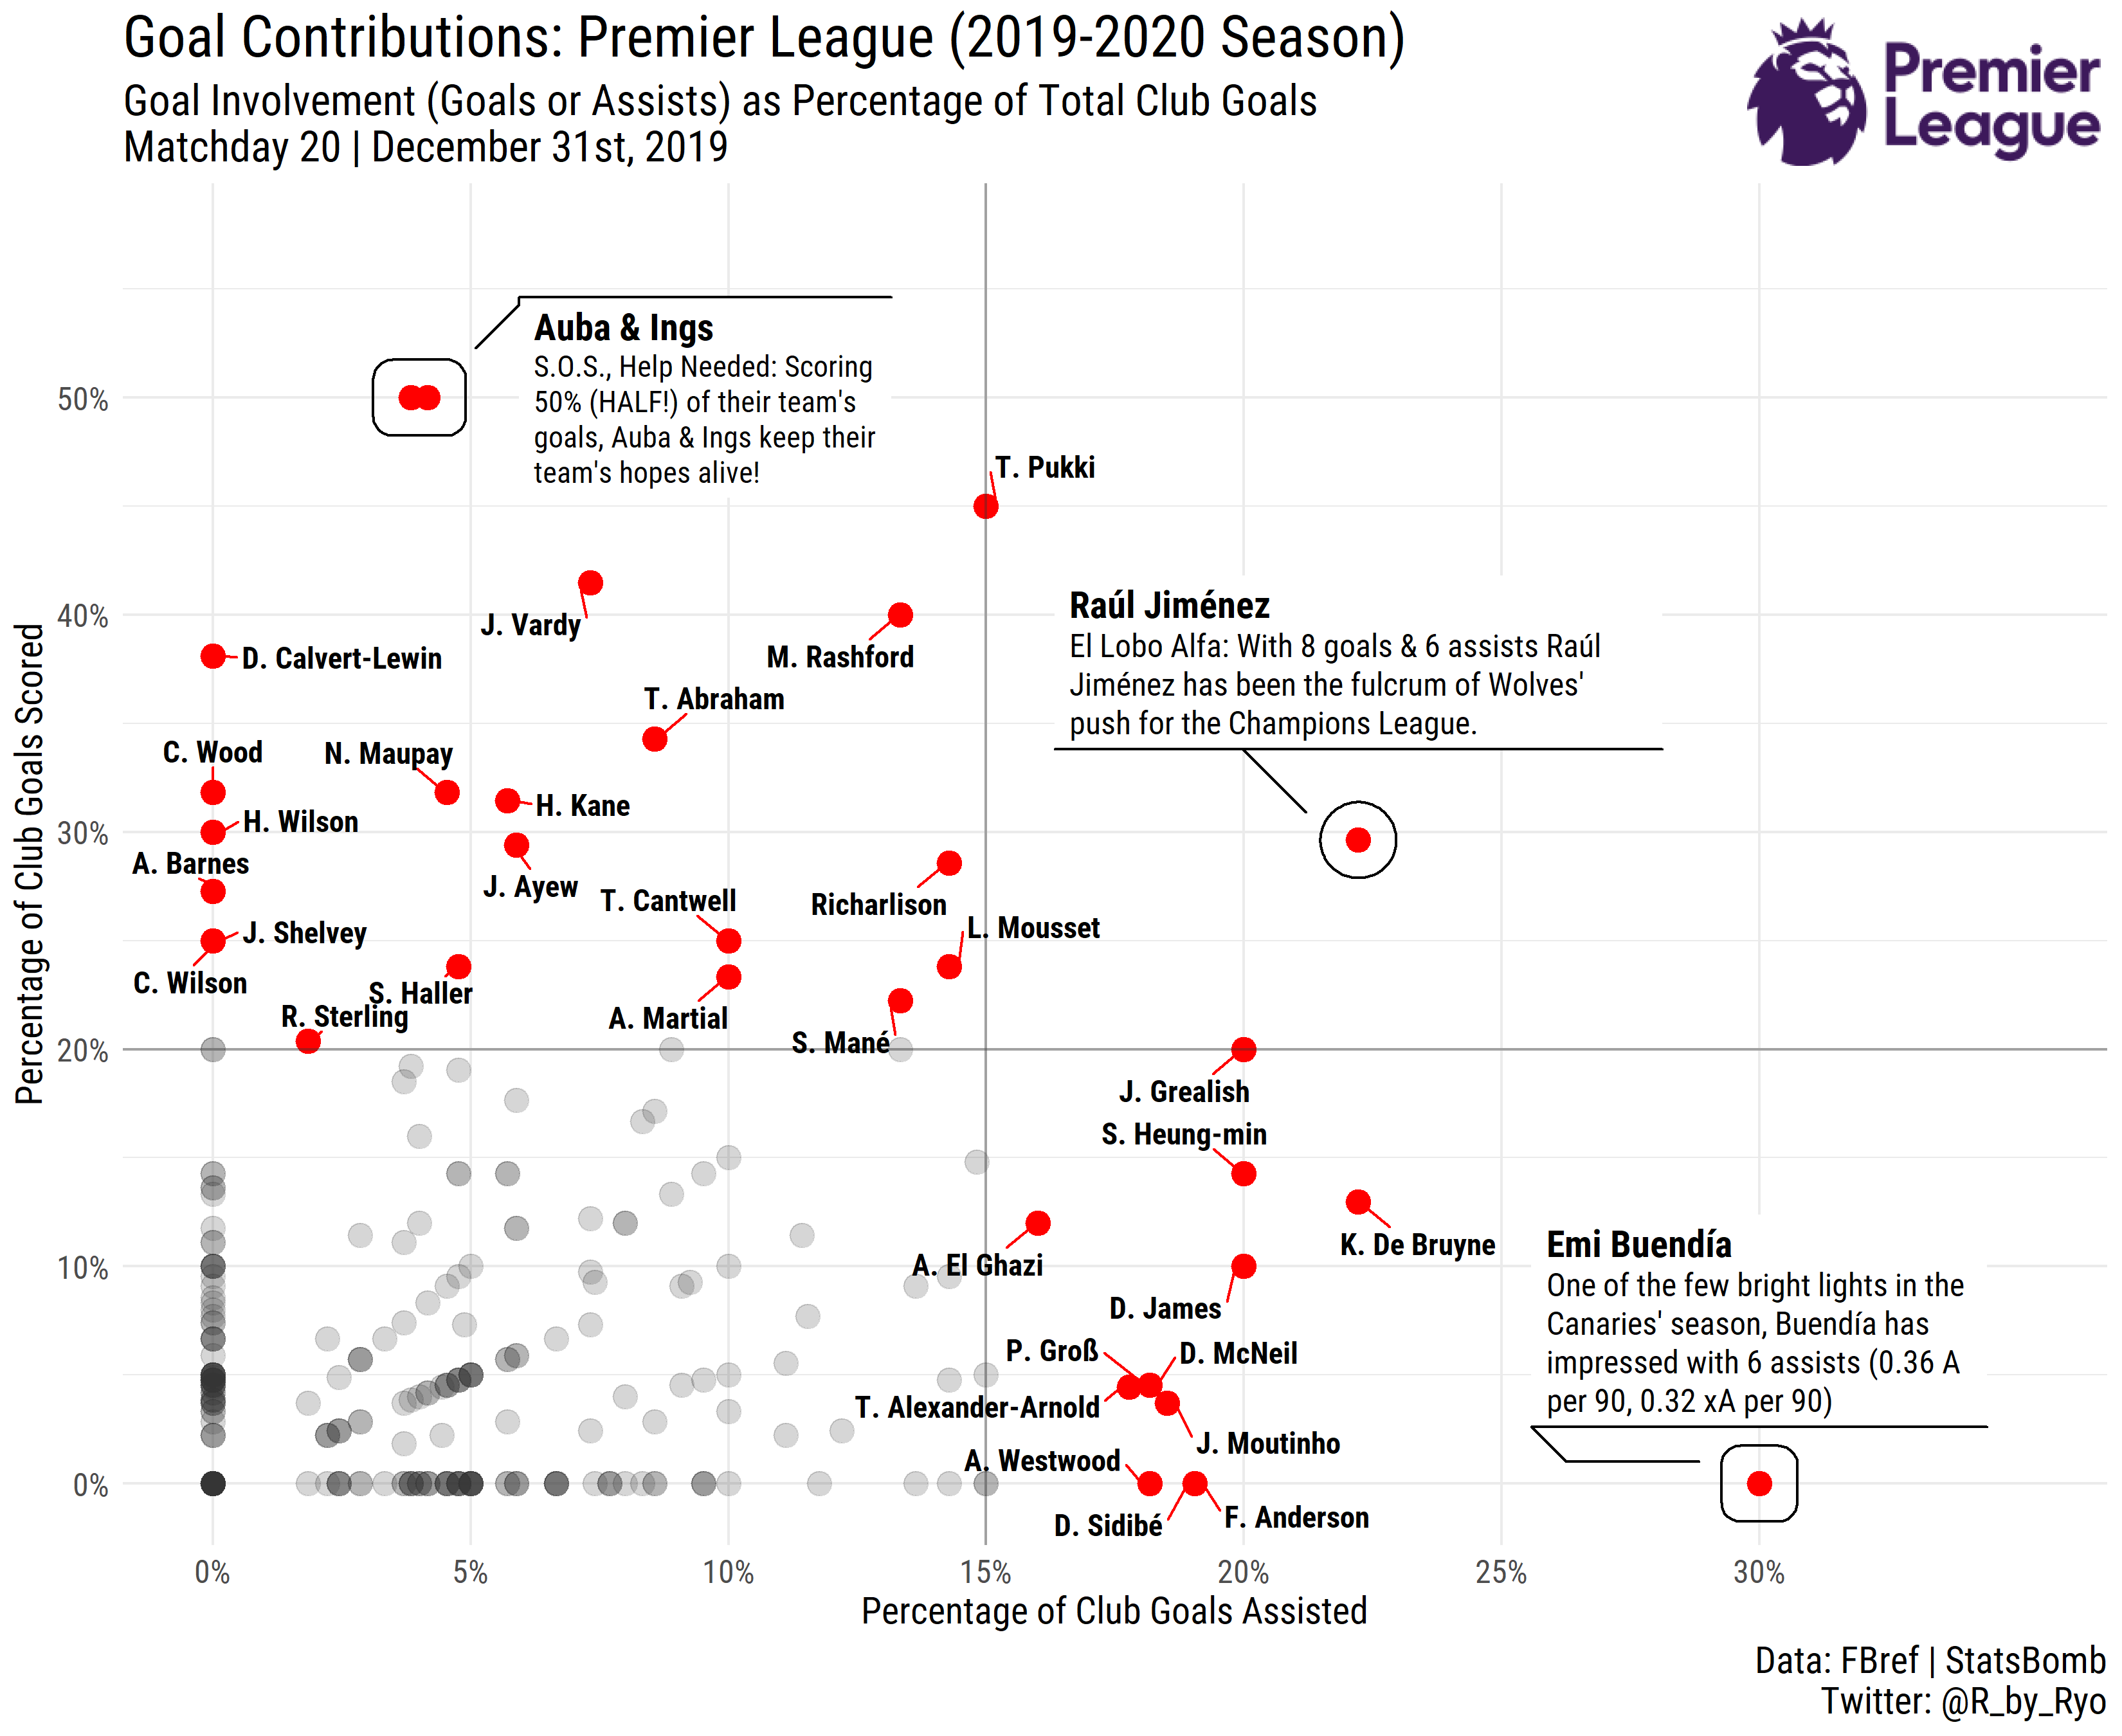 Goal Contributions: Premier League (2019-2020 Season)
Goal Involvement (Goals or Assists) as Percentage of Total Club Goals
Matchday 20 | December 31st, 2019
Premier
League
Auba & Ings
S.O.S., Help Needed: Scoring
50% (HALF!) of their team's
goals, Auba & Ings keep their
team's hopes alive!
50%
T. Pukki
Raúl Jiménez
El Lobo Alfa: With 8 goals & 6 assists Raúl
Jiménez has been the fulcrum of Wolves'
push for the Champions League.
40%
J. Vardy
M. Rashford
D. Calvert-Lewin
T. Abraham
C. Wood
N. Maupay
H. Kane
H. Wilson
30%
A. Barnes
J. Ayew
T. Cantwell
Richarlison
L. Mousset
J. Shelvey
C. Wilson
S. Haller
R. Sterling
A. Martial
S. Mané
20%
J. Grealish
S. Heung-min
K. De Bruyne
A. El Ghazi
10%
D. James
Emi Buendía
One of the few bright lights in the
Canaries' season, Buendía has
impressed with 6 assists (0.36 A
per 90, 0.32 xA per 90)
P. Groß
D. McNeil
T. Alexander-Arnold
J. Moutinho
A. Westwood
0%
D. Sidibé
F. Anderson
Percentage of Club Goals Scored
0%
5%
10%
15%
20%
25%
30%
Percentage of Club Goals Assisted
Data: FBref | StatsBomb
Twitter: @R_by_Ryo